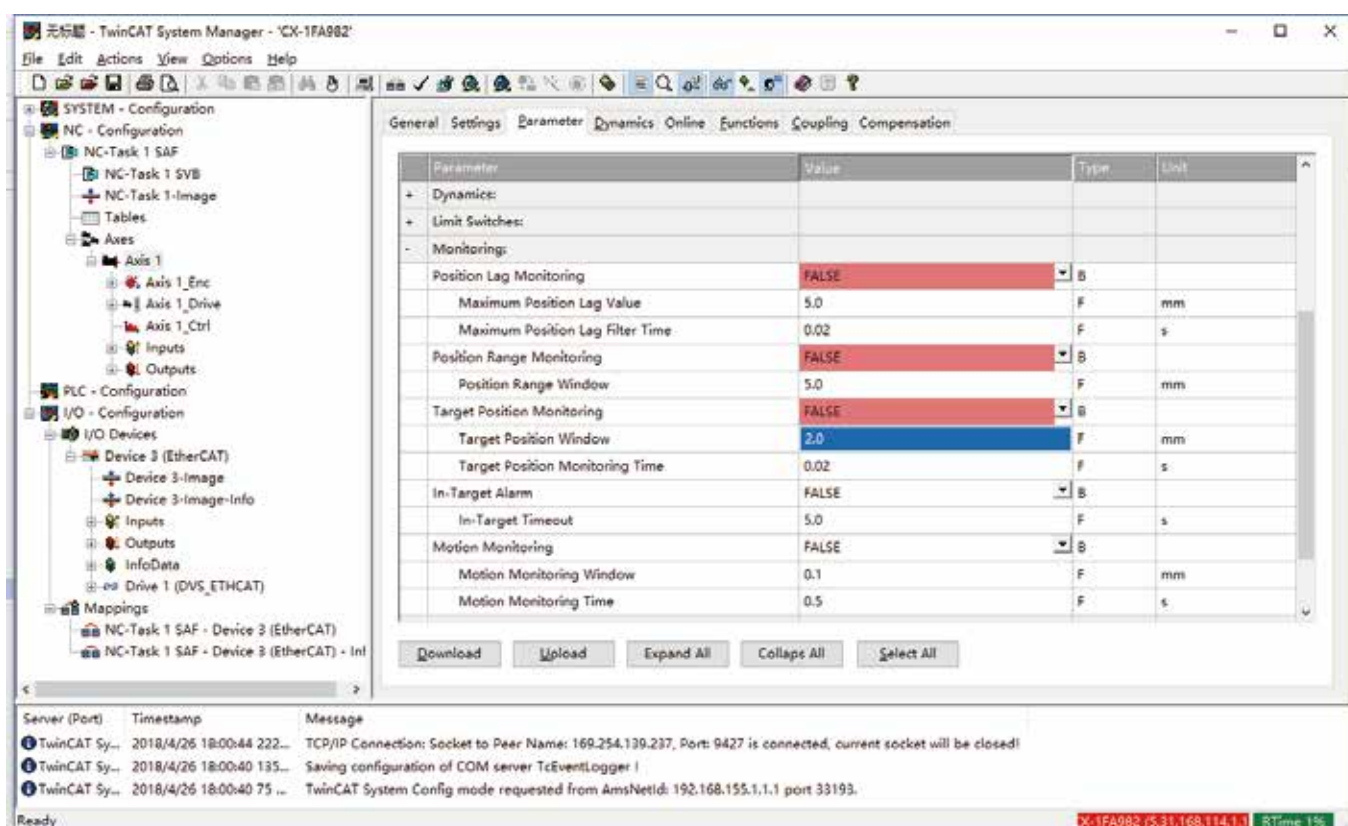 无标题 - TwinCAT System Manager - 'CX-1FA982'
File Edit Actions View Options Help
SYSTEM - Configuration
NC - Configuration
NC-Task 1 SAF
NC-Task 1 SVB
NC-Task 1-Image
Tables
Axes
Axis 1
Axis 1_Enc
Axis 1_Drive
Axis 1_Ctrl
Inputs
Outputs
PLC - Configuration
I/O - Configuration
I/O Devices
Device 3 (EtherCAT)
Device 3-Image
Device 3-Image-Info
Inputs
Outputs
InfoData
Drive 1 (DVS_ETHCAT)
Mappings
NC-Task 1 SAF - Device 3 (EtherCAT)
NC-Task 1 SAF - Device 3 (EtherCAT) - Inf
General Settings Parameter Dynamics Online Functions Coupling Compensation
Parameter Value Type Unit
+ Dynamics:
+ Limit Switches:
- Monitoring:
Position Lag Monitoring FALSE B
Maximum Position Lag Value 5.0 F mm
Maximum Position Lag Filter Time 0.02 F s
Position Range Monitoring FALSE B
Position Range Window 5.0 F mm
Target Position Monitoring FALSE B
Target Position Window 2.0 F mm
Target Position Monitoring Time 0.02 F s
In-Target Alarm FALSE B
In-Target Timeout 5.0 F s
Motion Monitoring FALSE B
Motion Monitoring Window 0.1 F mm
Motion Monitoring Time 0.5 F s
Download Upload Expand All Collaps All Select All
Server (Port) Timestamp Message
TwinCAT Sy... 2018/4/26 18:00:44 222... TCP/IP Connection: Socket to Peer Name: 169.254.139.237, Port: 9427 is connected, current socket will be closed!
TwinCAT Sy... 2018/4/26 18:00:40 135... Saving configuration of COM server TcEventLogger !
TwinCAT Sy... 2018/4/26 18:00:40 75 ... TwinCAT System Config mode requested from AmsNetId: 192.168.155.1.1.1 port 33193.
Ready X-1FA982 (5.31.168.114.1.1 RTime 1%